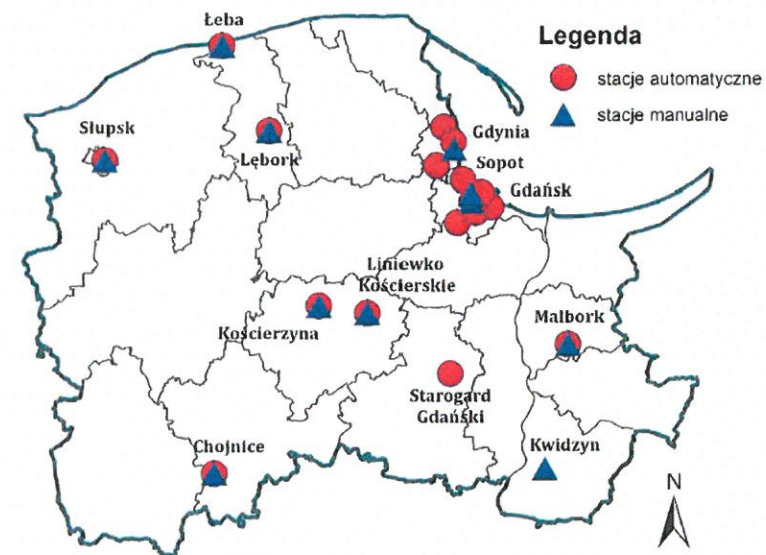 Łeba
Legenda
stacje automatyczne
stacje manualne
Słupsk
Lębork
Gdynia
Sopot
Gdańsk
Liniewko
Kościerskie
Kościerzyna
Malbork
Starogard
Gdański
Chojnice
Kwidzyn
N